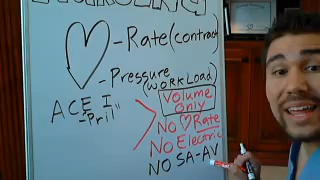 -Rate(contract
-Pressure
(WORKLOAD)
ACE I
-Pril"
Volume
Only
NO ♡ Rate
NO Electric
NO SA-AV